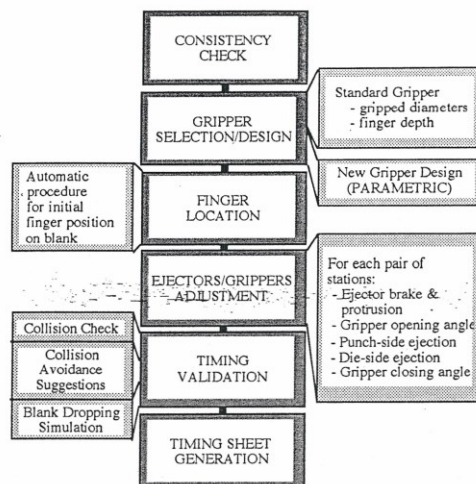 CONSISTENCY
CHECK
GRIPPER
SELECTION/DESIGN
Standard Gripper
- gripped diameters
- finger depth
New Gripper Design
(PARAMETRIC)
Automatic
procedure
for initial
finger position
on blank
FINGER
LOCATION
EJECTORS/GRIPPERS
ADJUSTMENT
For each pair of
stations:
- Ejector brake &
protrusion
- Gripper opening angle
- Punch-side ejection
- Die-side ejection
- Gripper closing angle
Collision Check
Collision
Avoidance
Suggestions
Blank Dropping
Simulation
TIMING
VALIDATION
TIMING SHEET
GENERATION